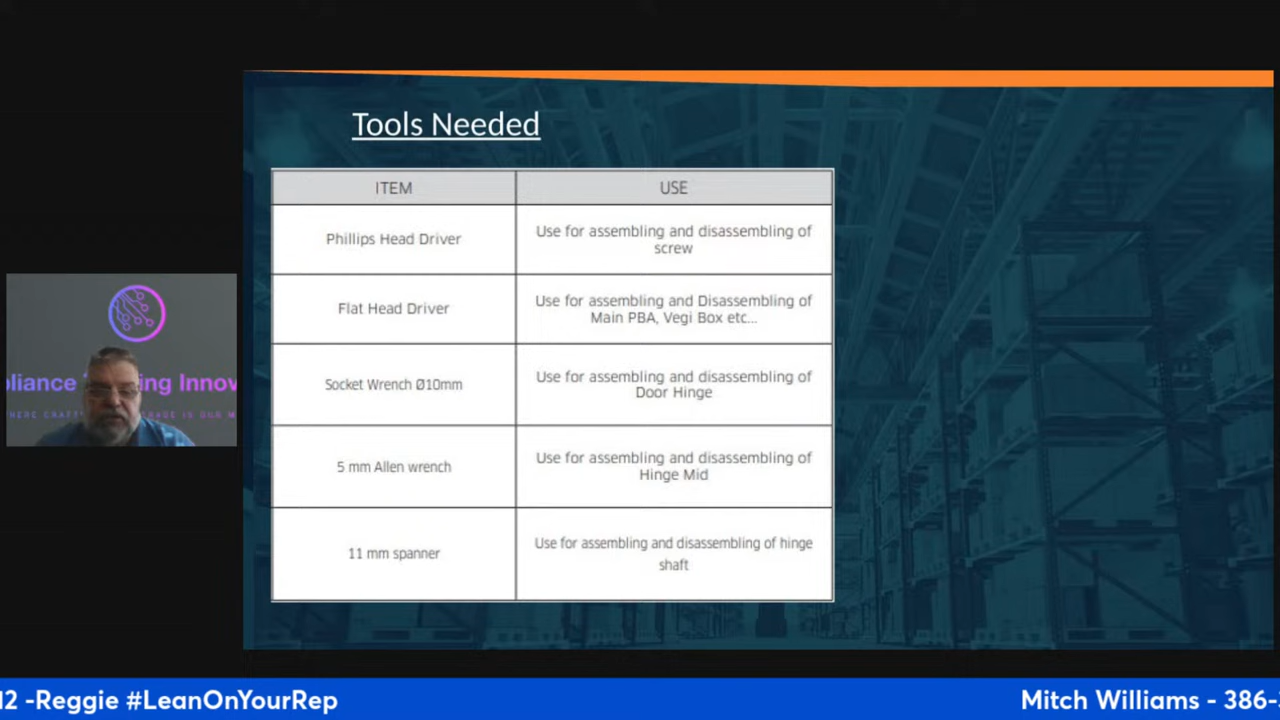 Tools Needed
ITEM
USE
Phillips Head Driver
Use for assembling and disassembling of
screw
Flat Head Driver
Use for assembling and Disassembling of
Main PBA, Vegi Box etc...
Socket Wrench Ø10mm
Use for assembling and disassembling of
Door Hinge
5 mm Allen wrench
Use for assembling and disassembling of
Hinge Mid
11 mm spanner
Use for assembling and disassembling of hinge
shaft
-Reggie #LeanOnYourRep
Mitch Williams - 386-